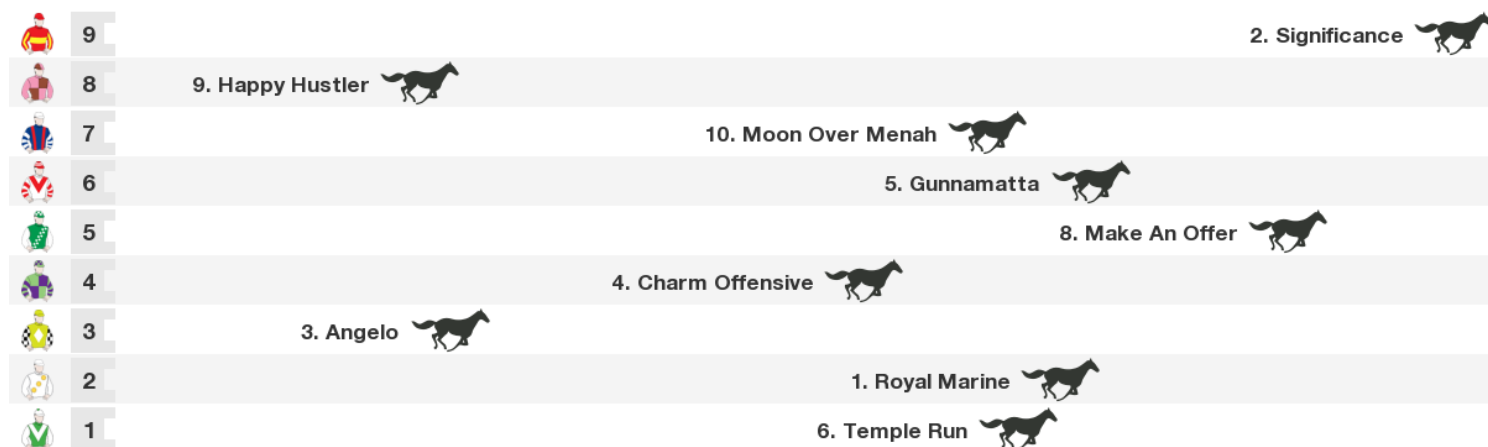 9 2. Significance
8 9. Happy Hustler
7 10. Moon Over Menah
6 5. Gunnamatta
5 8. Make An Offer
4 4. Charm Offensive
3 3. Angelo
2 1. Royal Marine
1 6. Temple Run